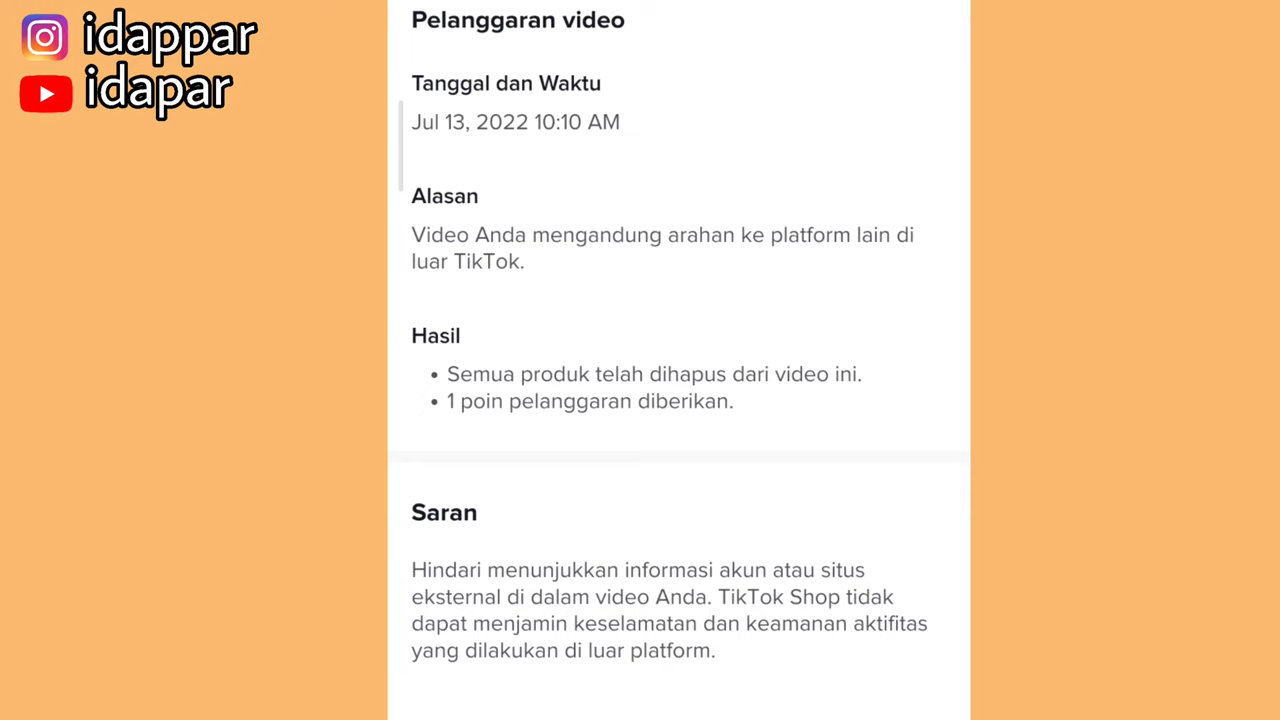 idappar
idapar
Pelanggaran video
Tanggal dan Waktu
Jul 13, 2022 10:10 AM
Alasan
Video Anda mengandung arahan ke platform lain di
luar TikTok.
Hasil
• Semua produk telah dihapus dari video ini.
• 1 poin pelanggaran diberikan.
Saran
Hindari menunjukkan informasi akun atau situs
eksternal di dalam video Anda. TikTok Shop tidak
dapat menjamin keselamatan dan keamanan aktifitas
yang dilakukan di luar platform.